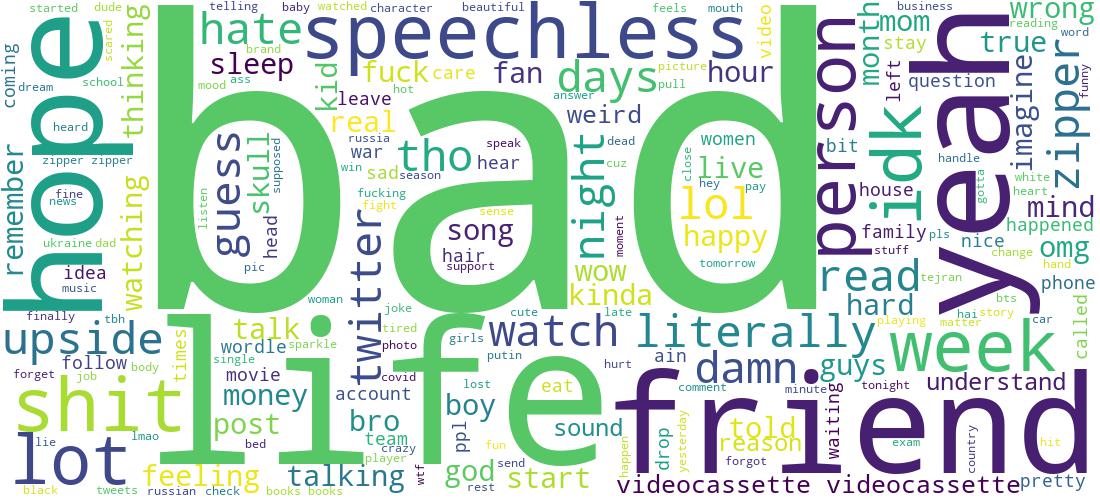 bad
life
hope
friend
yeah
speechless
person
shit
lot
week
idk
literally
watch
upside
damn
read
zipper
night
tho
twitter
days
hate
lol
guess
videocassette videocassette
started
dude
telling
baby
watched
character
beautiful
feels
mouth
business
wrong
coming
dream
scared
thinking
brand
sleep
mood
ass
kid
fuck
care
hot
fan
answer
picture
pull
hour
video
mom
stay
month
left
true
question
reading
word
funny
school
heard
zipper zipper
remember
fine
news
watching
ukraine
dad
idea
music
finally
tbh
leave
real
russia
war
win
sad
season
fucking
fight
speak
hear
weird
dead
cuz
women
live
close
hey
pay
happy
tomorrow
bit
house
family
stuff
handle
gotta
nice
pls
imagine
white
heart
mind
happened
omg
change
hand
phone
listen
skull
supposed
head
pic
song
sense
hair
support
moment
wow
kinda
hard
tejran
bts
hai
story
car
playing
matter
called
woman
joke
cute
late
talk
wordle
sparkle
single
times
follow
forget
job
body
movie
money
post
bed
tired
photo
covid
account
bro
team
player
crazy
wtf
girls
putin
boy
lost
ppl
god
rest
fun
send
start
eat
sound
hurt
ain
guys
comment
minute
told
reason
forgot
drop
happen
yesterday
waiting
tonight
understand
exam
country
hit
pretty
lie
lmao
black
tweets
feeling
russian
check
talking
books books